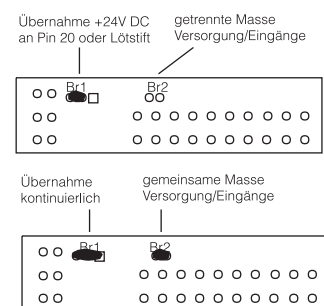 Übernahme +24V DC
an Pin 20 oder Lötstift
getrennte Masse
Versorgung/Eingänge
Br1
Br2
Übernahme
kontinuierlich
gemeinsame Masse
Versorgung/Eingänge
Br1
Br2